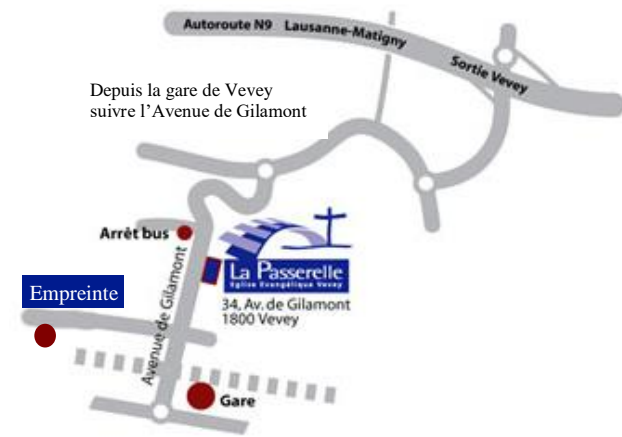 Autoroute N9 Lausanne-Matigny
Sortie Vevey
Depuis la gare de Vevey
suivre l'Avenue de Gilamont
Arrêt bus
La Passerelle
Eglise Evangélique Vevey
34, Av. de Gilamont
1800 Vevey
Empreinte
Avenue de Gilamont
Gare